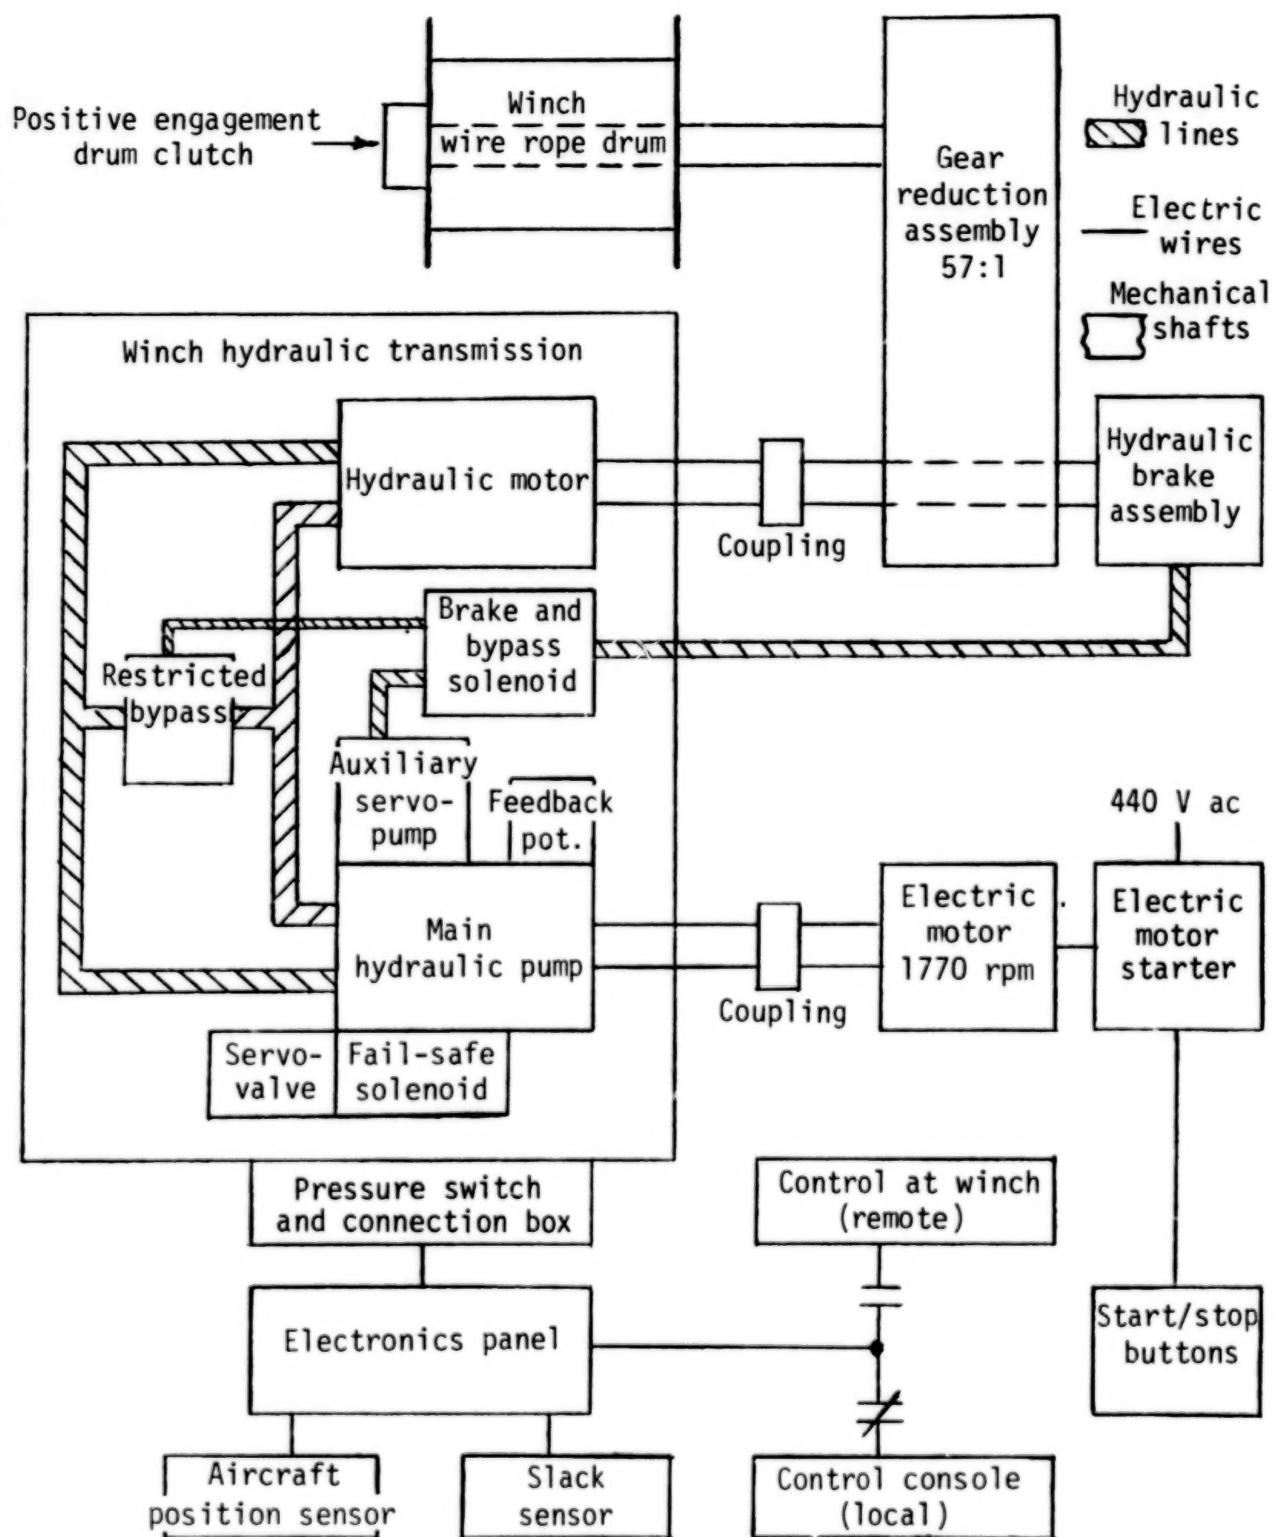 Positive engagement
drum clutch
Winch
wire rope drum
Gear
reduction
assembly
57:1
Hydraulic
lines
Electric
wires
Mechanical
shafts
Winch hydraulic transmission
Hydraulic motor
Coupling
Hydraulic
brake
assembly
Brake and
bypass
solenoid
Restricted
bypass
Auxiliary
servo-
pump
Feedback
pot.
440 V ac
Main
hydraulic pump
Coupling
Electric
motor
1770 rpm
Electric
motor
starter
Servo-
valve
Fail-safe
solenoid
Pressure switch
and connection box
Control at winch
(remote)
Electronics panel
Start/stop
buttons
Aircraft
position sensor
Slack
sensor
Control console
(local)